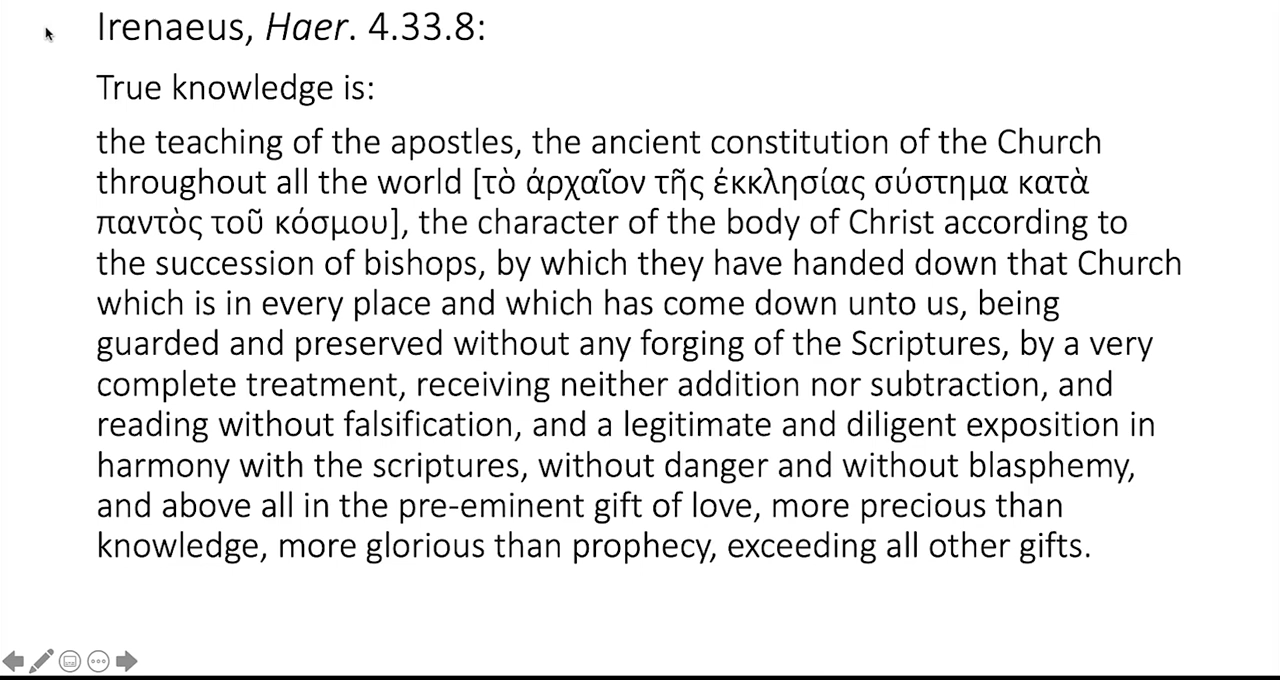 Irenaeus, Haer. 4.33.8:
True knowledge is:
the teaching of the apostles, the ancient constitution of the Church
throughout all the world [τὸ ἀρχαῖον τῆς ἐκκλησίας σύστημα κατὰ
παντὸς τοῦ κόσμου], the character of the body of Christ according to
the succession of bishops, by which they have handed down that Church
which is in every place and which has come down unto us, being
guarded and preserved without any forging of the Scriptures, by a very
complete treatment, receiving neither addition nor subtraction, and
reading without falsification, and a legitimate and diligent exposition in
harmony with the scriptures, without danger and without blasphemy,
and above all in the pre-eminent gift of love, more precious than
knowledge, more glorious than prophecy, exceeding all other gifts.